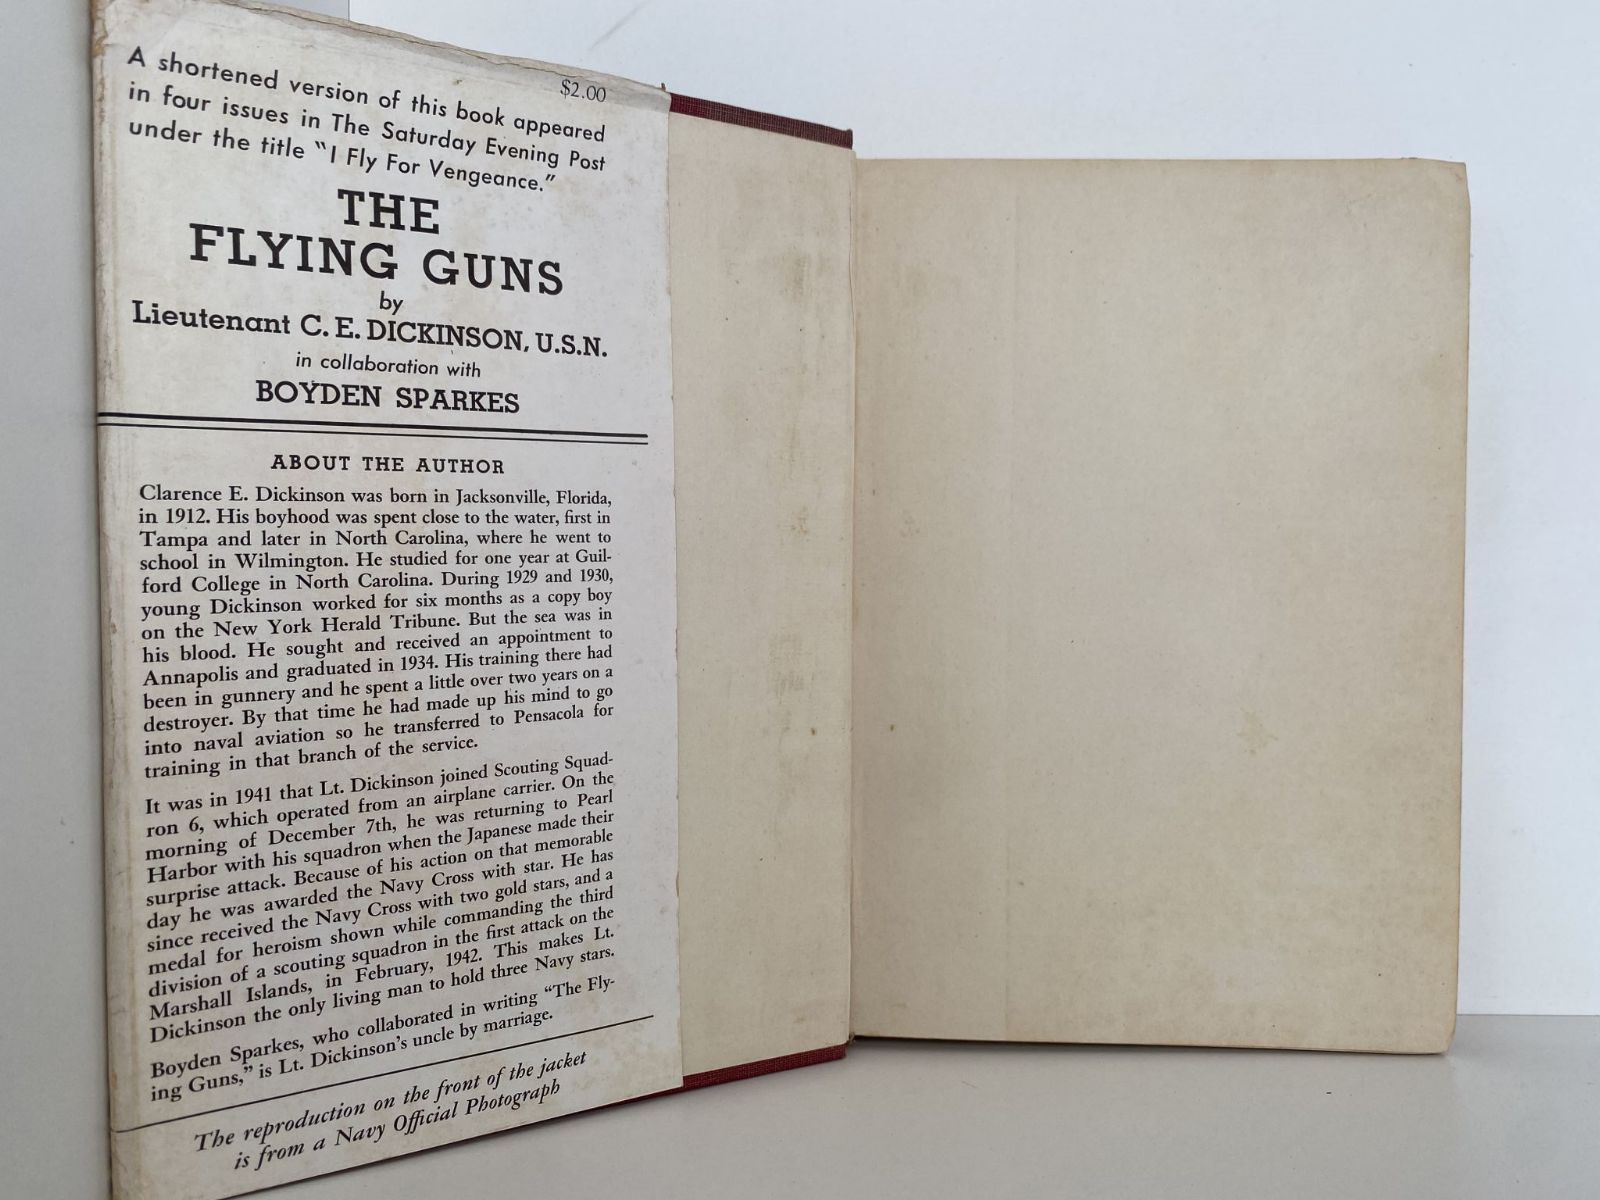 $2.00
A shortened version of this book appeared
in four issues in The Saturday Evening Post
under the title "I Fly For Vengeance."
THE
FLYING GUNS
by
Lieutenant C. E. DICKINSON, U.S.N.
in collaboration with
BOYDEN SPARKES
ABOUT THE AUTHOR
Clarence E. Dickinson was born in Jacksonville, Florida,
in 1912. His boyhood was spent close to the water, first in
Tampa and later in North Carolina, where he went to
school in Wilmington. He studied for one year at Guil-
ford College in North Carolina. During 1929 and 1930,
young Dickinson worked for six months as a copy boy
on the New York Herald Tribune. But the sea was in
his blood. He sought and received an appointment to
Annapolis and graduated in 1934. His training there had
been in gunnery and he spent a little over two years on a
destroyer. By that time he had made up his mind to go
into naval aviation so he transferred to Pensacola for
training in that branch of the service.
It was in 1941 that Lt. Dickinson joined Scouting Squad-
ron 6, which operated from an airplane carrier. On the
morning of December 7th, he was returning to Pearl
Harbor with his squadron when the Japanese made their
surprise attack. Because of his action on that memorable
day he was awarded the Navy Cross with star. He has
since received the Navy Cross with two gold stars, and a
medal for heroism shown while commanding the third
division of a scouting squadron in the first attack on the
Marshall Islands, in February, 1942. This makes Lt.
Dickinson the only living man to hold three Navy stars.
Boyden Sparkes, who collaborated in writing "The Fly-
ing Guns," is Lt. Dickinson's uncle by marriage.
The reproduction on the front of the jacket
is from a Navy Official Photograph